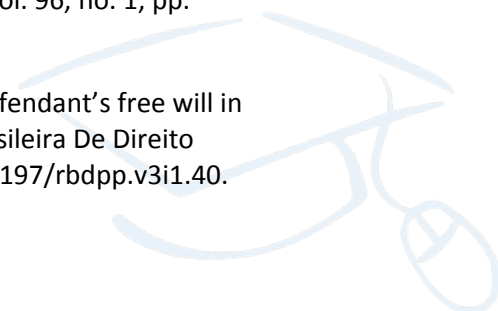 vol. 96, no. 1, pp.
fendant’s free will in
sileira De Direito
197/rbdpp.v3i1.40.